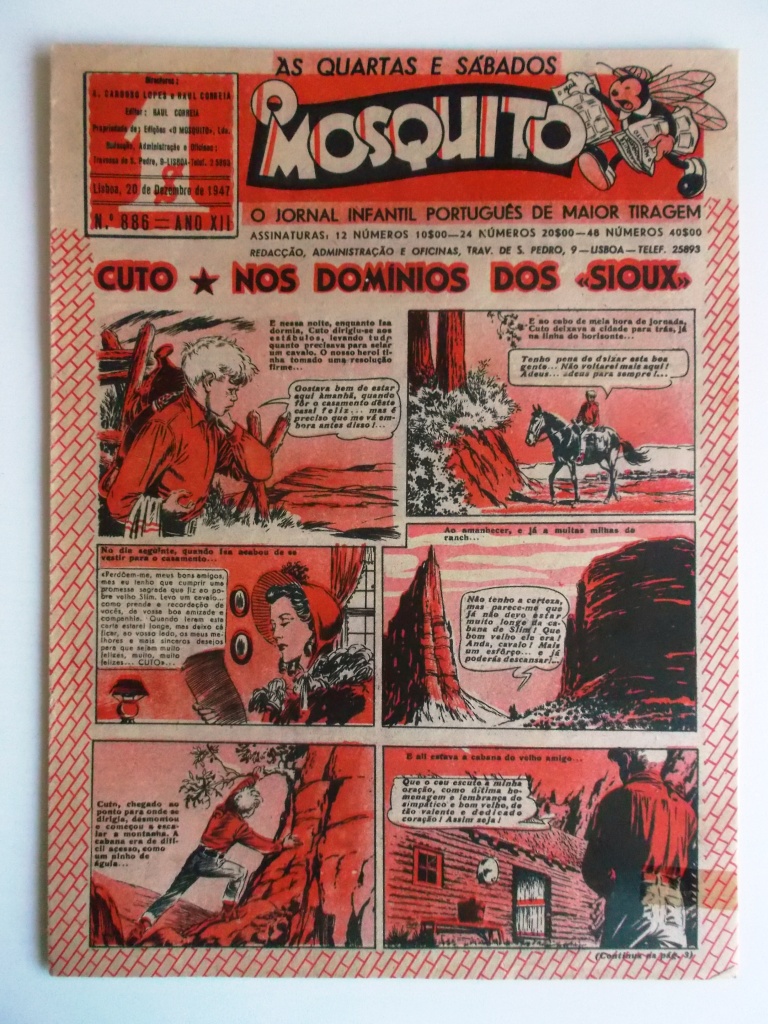 ÀS QUARTAS E SÁBADOS
Directores:
A. CARDOSO LOPES e RAUL CORREIA
Editor: RAUL CORREIA
Propriedade de: Edições «O MOSQUITO», Lda.
Redacção, Administração e Oficinas:
Travessa de S. Pedro, 9-LISBOA-Telef. 2 5893
1$
Lisboa, 20 de Dezembro de 1947
N.º 886 — ANO XII
O MOSQUITO
O JORNAL INFANTIL PORTUGUÊS DE MAIOR TIRAGEM
ASSINATURAS: 12 NÚMEROS 10$00—24 NÚMEROS 20$00—48 NÚMEROS 40$00
REDACÇÃO, ADMINISTRAÇÃO E OFICINAS, TRAV. DE S. PEDRO, 9 — LISBOA — TELEF. 25893
CUTO ★ NOS DOMÍNIOS DOS «SIOUX»
E nessa noite, enquanto Isa
dormia, Cuto dirigiu-se aos
estábulos, levando tudo
quanto precisava para selar
um cavalo. O nosso herói ti-
nha tomado uma resolução
firme...
Gostava bem de estar
aqui àmanhã, quando
fôr o casamento dêste
casal feliz... mas é
preciso que me vá em-
bora antes disso!...
E ao cabo de meia hora de jornada,
Cuto deixava a cidade para trás, já
na linha do horizonte...
Tenho pena de deixar esta boa
gente... Não voltarei mais aqui!
Adeus... adeus para sempre!...
No dia seguinte, quando Isa acabou de se
vestir para o casamento...
«Perdõem-me, meus bons amigos,
mas eu tenho que cumprir uma
promessa sagrada que fiz ao po-
bre velho Slim. Levo um cavalo...
como prenda e recordação de
vocês, de vossa boa amizade e
companhia. Quando lerem esta
carta estarei longe, mas deixo cá
ficar, ao vosso lado, os meus me-
lhores e mais sinceros desejos
para que sejam muito
felizes, muito, muito
felizes... CUTO»...
Ao amanhecer, e já a muitas milhas do
ranch...
Não tenho a certeza,
mas parece-me que
já não devo estar
muito longe da ca-
bana de Slim! Que
bom velho ele era!
Anda, cavalo! Mais
um esfôrço... e já
poderás descansar!...
Cuto, chegado ao
ponto para onde se
dirigia, desmontou
e começou a esca-
lar a montanha. A
cabana era de difí-
cil acesso, como
um ninho de
águia...
E ali estava a cabana do velho amigo...
Que o ceu escute a minha
oração, como última ho-
menagem e lembrança do
simpático e bom velho, de
tão valente e dedicado
coração! Assim seja!
(Continua na pág. 3)